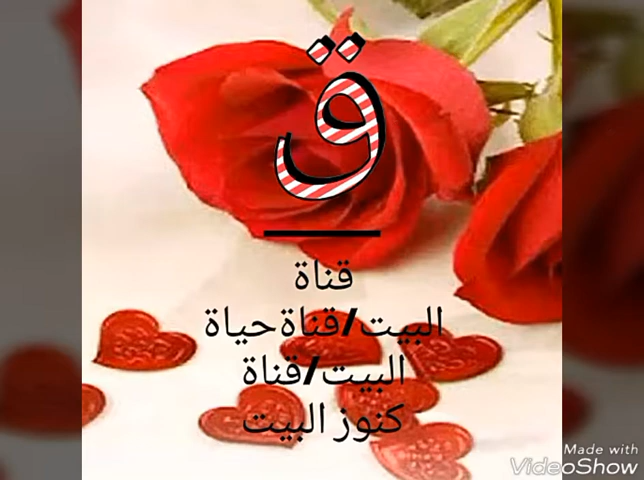 ق
قناة
البيت/قناة حياة
البيت/قناة
كنوز البيت
Made with
VideoShow